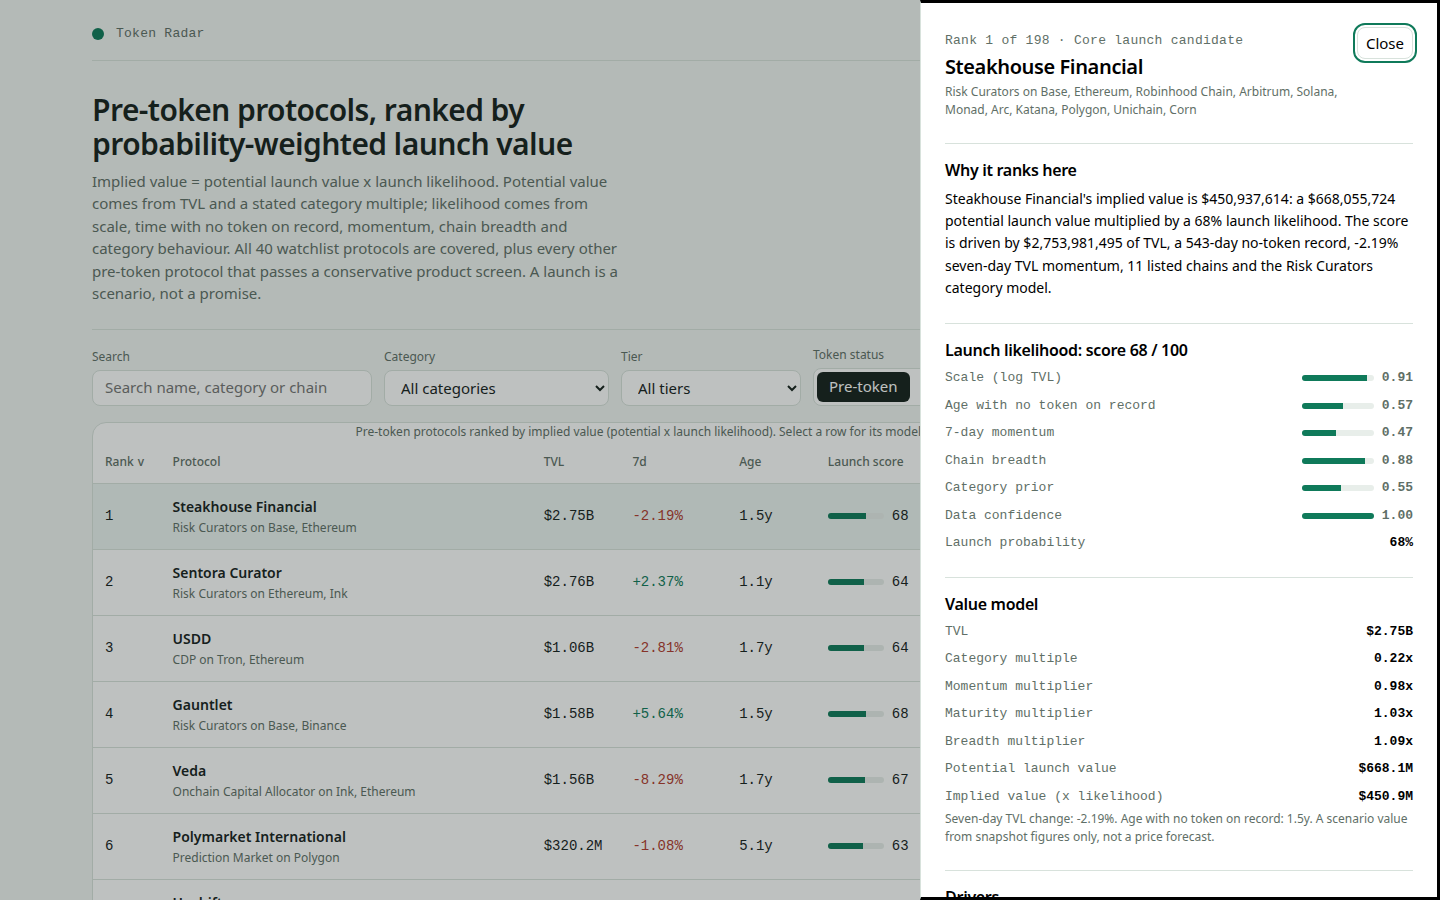 Token Radar
Pre-token protocols, ranked by
probability-weighted launch value
Implied value = potential launch value x launch likelihood. Potential value
comes from TVL and a stated category multiple; likelihood comes from
scale, time with no token on record, momentum, chain breadth and
category behaviour. All 40 watchlist protocols are covered, plus every other
pre-token protocol that passes a conservative product screen. A launch is a
scenario, not a promise.
Search Category Tier Token status
Search name, category or chain All categories All tiers Pre-token
Pre-token protocols ranked by implied value (potential x launch likelihood). Select a row for its model
Rank v Protocol TVL 7d Age Launch score
1 Steakhouse Financial $2.75B -2.19% 1.5y 68
Risk Curators on Base, Ethereum
2 Sentora Curator $2.76B +2.37% 1.1y 64
Risk Curators on Ethereum, Ink
3 USDD $1.06B -2.81% 1.7y 64
CDP on Tron, Ethereum
4 Gauntlet $1.58B +5.64% 1.5y 68
Risk Curators on Base, Binance
5 Veda $1.56B -8.29% 1.7y 67
Onchain Capital Allocator on Ink, Ethereum
6 Polymarket International $320.2M -1.08% 5.1y 63
Prediction Market on Polygon
Rank 1 of 198 · Core launch candidate
Close
Steakhouse Financial
Risk Curators on Base, Ethereum, Robinhood Chain, Arbitrum, Solana,
Monad, Arc, Katana, Polygon, Unichain, Corn
Why it ranks here
Steakhouse Financial's implied value is $450,937,614: a $668,055,724
potential launch value multiplied by a 68% launch likelihood. The score
is driven by $2,753,981,495 of TVL, a 543-day no-token record, -2.19%
seven-day TVL momentum, 11 listed chains and the Risk Curators
category model.
Launch likelihood: score 68 / 100
Scale (log TVL) 0.91
Age with no token on record 0.57
7-day momentum 0.47
Chain breadth 0.88
Category prior 0.55
Data confidence 1.00
Launch probability 68%
Value model
TVL $2.75B
Category multiple 0.22x
Momentum multiplier 0.98x
Maturity multiplier 1.03x
Breadth multiplier 1.09x
Potential launch value $668.1M
Implied value (x likelihood) $450.9M
Seven-day TVL change: -2.19%. Age with no token on record: 1.5y. A scenario value
from snapshot figures only, not a price forecast.
Drivers